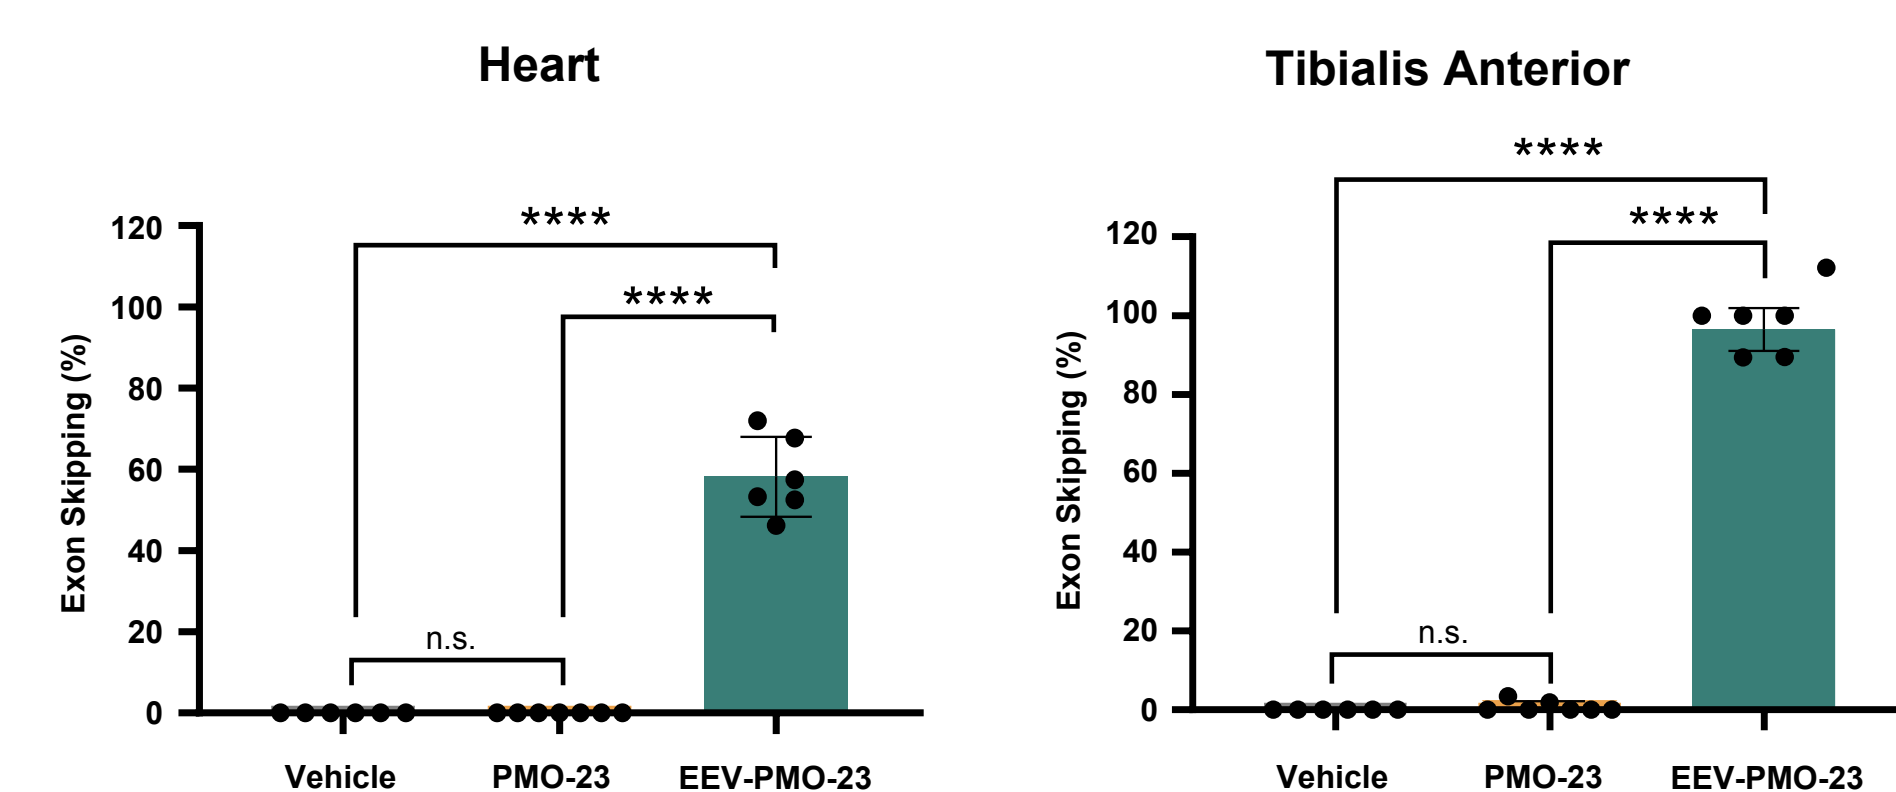 Heart
****
****
n.s.
120
100
80
60
40
20
0
Exon Skipping (%)
Vehicle
PMO-23
EEV-PMO-23
Tibialis Anterior
****
****
n.s.
120
100
80
60
40
20
0
Exon Skipping (%)
Vehicle
PMO-23
EEV-PMO-23